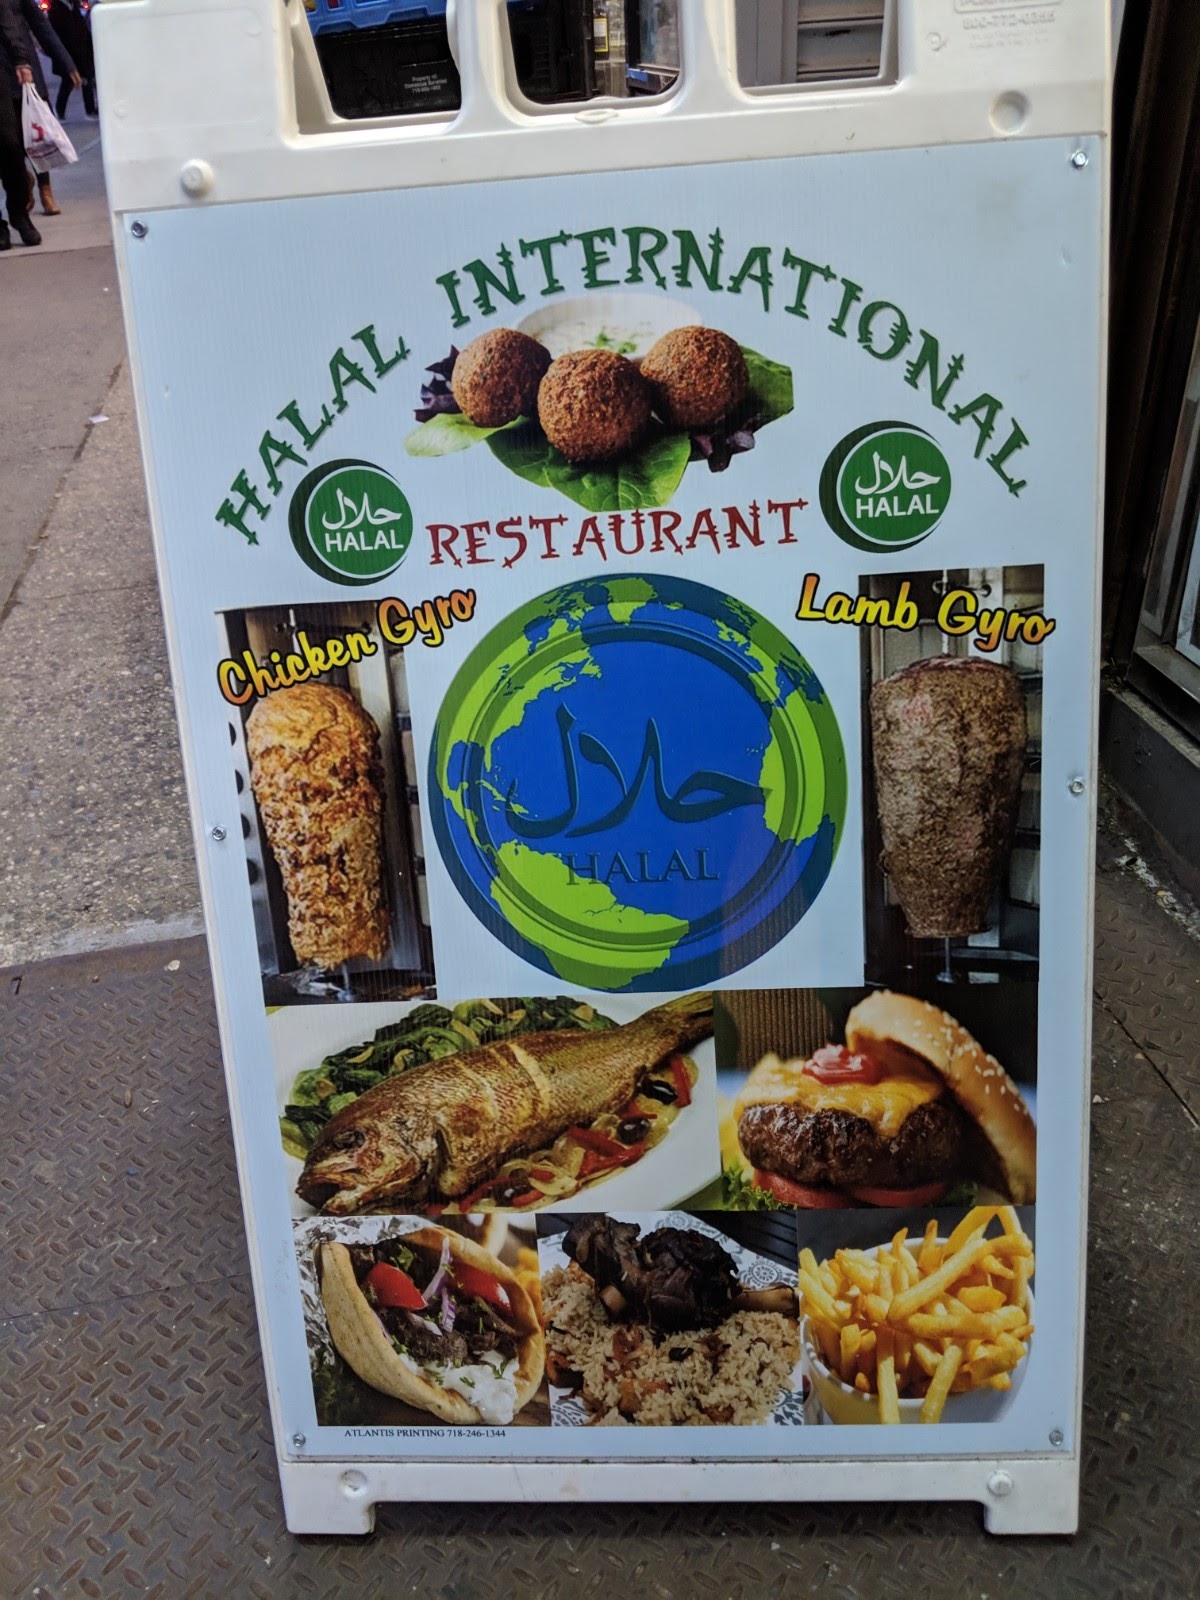 HALAL INTERNATIONAL
حلال
HALAL
RESTAURANT
حلال
HALAL
Chicken Gyro
Lamb Gyro
حلال
HALAL
ATLANTIS PRINTING 718-246-1344